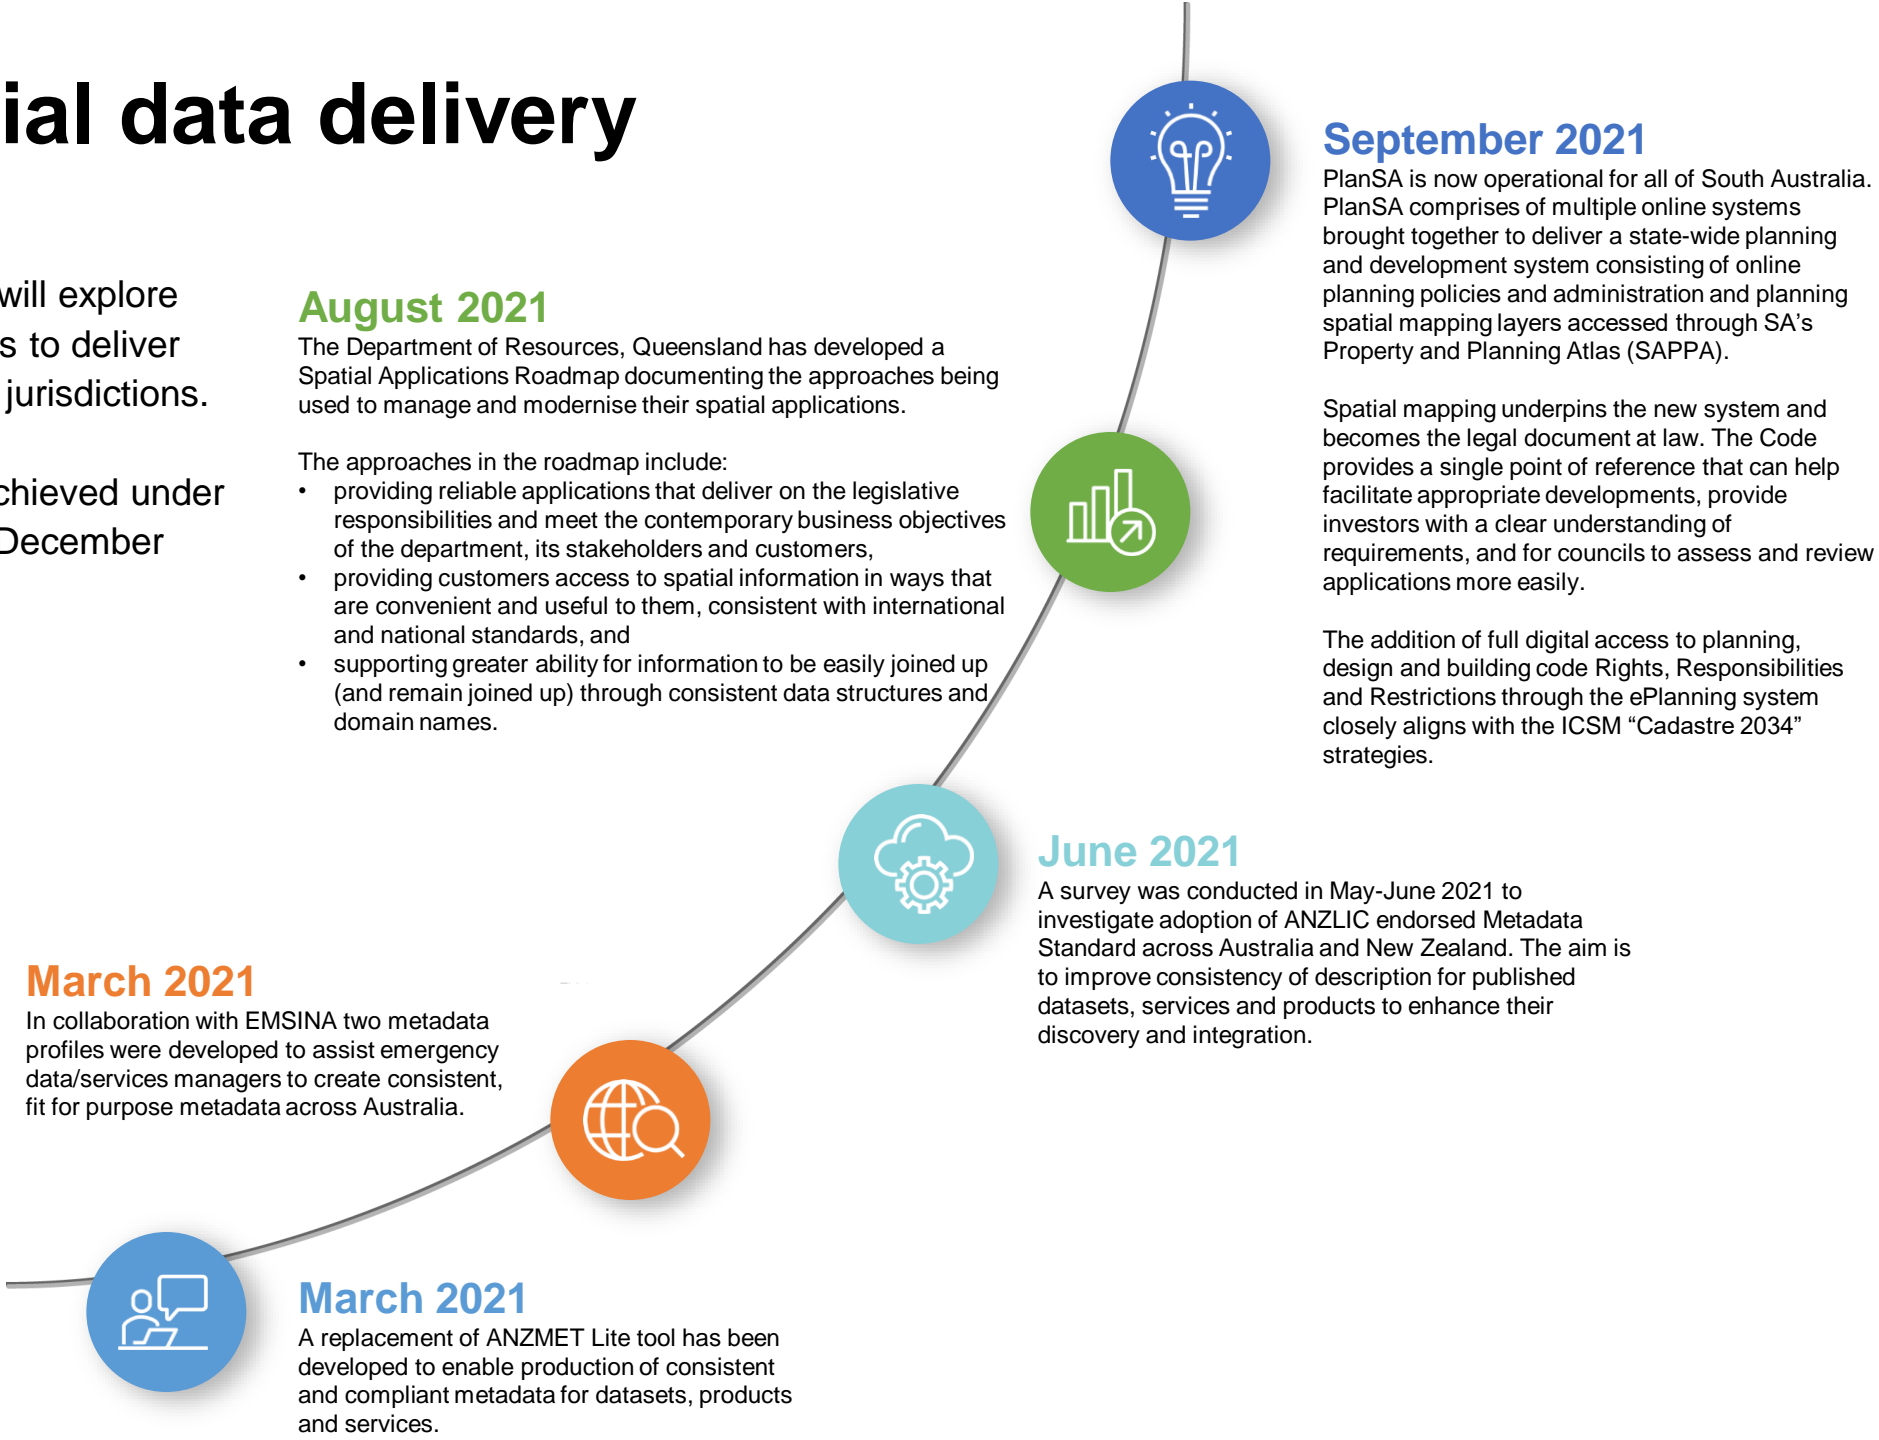 ial data delivery
will explore
s to deliver
jurisdictions.
chieved under
December
August 2021
The Department of Resources, Queensland has developed a
Spatial Applications Roadmap documenting the approaches being
used to manage and modernise their spatial applications.
The approaches in the roadmap include:
• providing reliable applications that deliver on the legislative
responsibilities and meet the contemporary business objectives
of the department, its stakeholders and customers,
• providing customers access to spatial information in ways that
are convenient and useful to them, consistent with international
and national standards, and
• supporting greater ability for information to be easily joined up
(and remain joined up) through consistent data structures and
domain names.
September 2021
PlanSA is now operational for all of South Australia.
PlanSA comprises of multiple online systems
brought together to deliver a state-wide planning
and development system consisting of online
planning policies and administration and planning
spatial mapping layers accessed through SA’s
Property and Planning Atlas (SAPPA).
Spatial mapping underpins the new system and
becomes the legal document at law. The Code
provides a single point of reference that can help
facilitate appropriate developments, provide
investors with a clear understanding of
requirements, and for councils to assess and review
applications more easily.
The addition of full digital access to planning,
design and building code Rights, Responsibilities
and Restrictions through the ePlanning system
closely aligns with the ICSM “Cadastre 2034”
strategies.
June 2021
A survey was conducted in May-June 2021 to
investigate adoption of ANZLIC endorsed Metadata
Standard across Australia and New Zealand. The aim is
to improve consistency of description for published
datasets, services and products to enhance their
discovery and integration.
March 2021
In collaboration with EMSINA two metadata
profiles were developed to assist emergency
data/services managers to create consistent,
fit for purpose metadata across Australia.
March 2021
A replacement of ANZMET Lite tool has been
developed to enable production of consistent
and compliant metadata for datasets, products
and services.